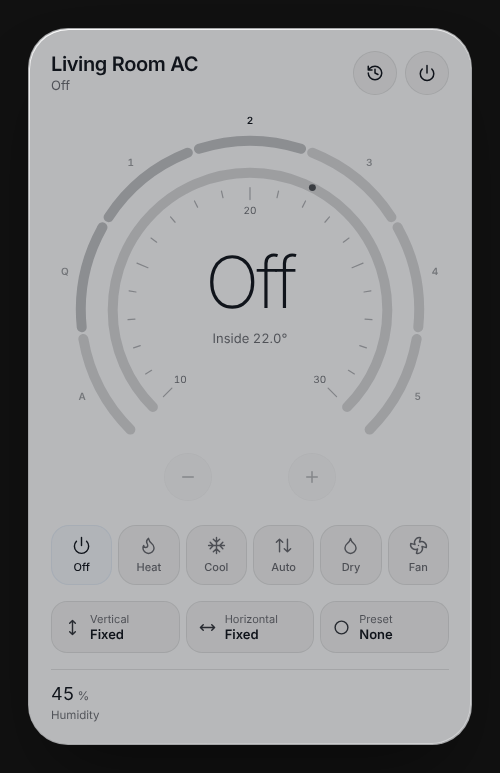 Living Room AC
Off
2
1
3
20
Q
4
Off
Inside 22.0°
10
30
A
5
Off
Heat
Cool
Auto
Dry
Fan
Vertical
Fixed
Horizontal
Fixed
Preset
None
45 %
Humidity